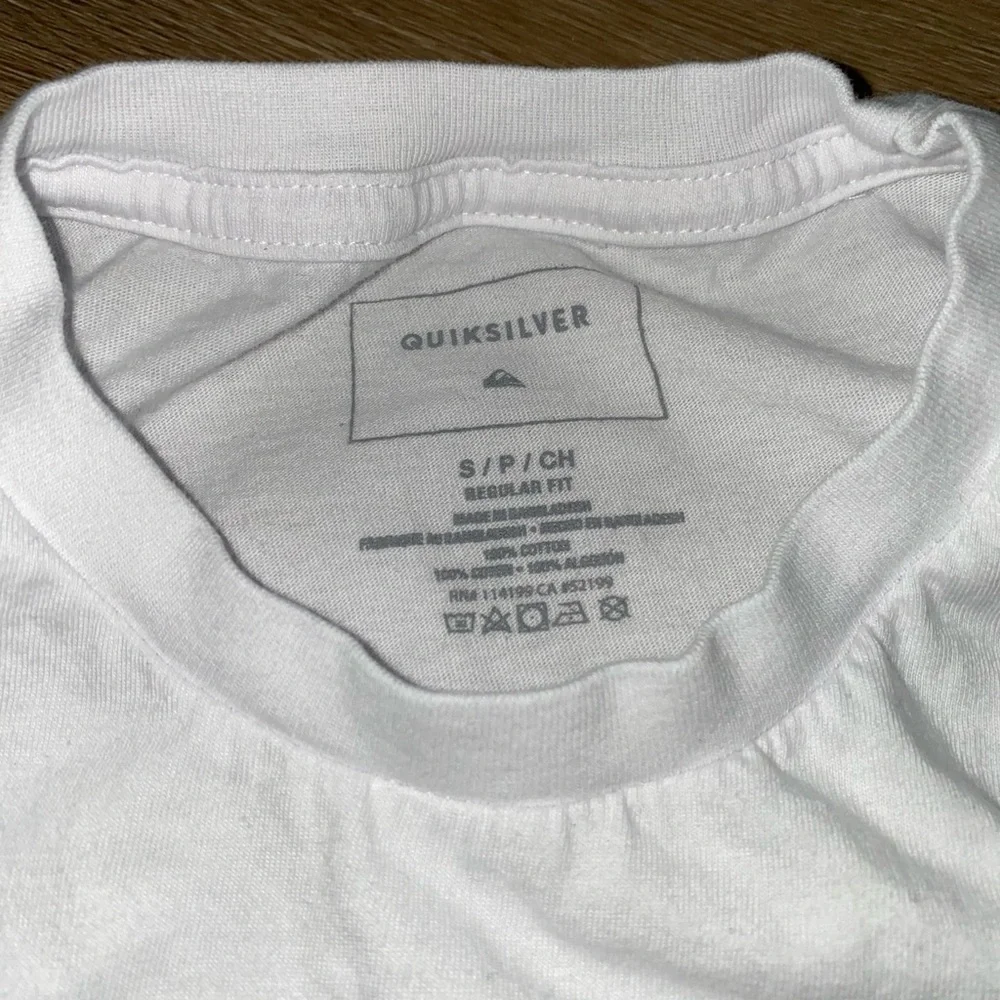 QUIKSILVER
S / P / CH
REGULAR FIT
MADE IN BANGLADESH
FABRIQUÉ AU BANGLADESH • HECHO EN BANGLADESH
100% COTTON
100% COTON • 100% ALGODÓN
RN# 114199 CA #52199